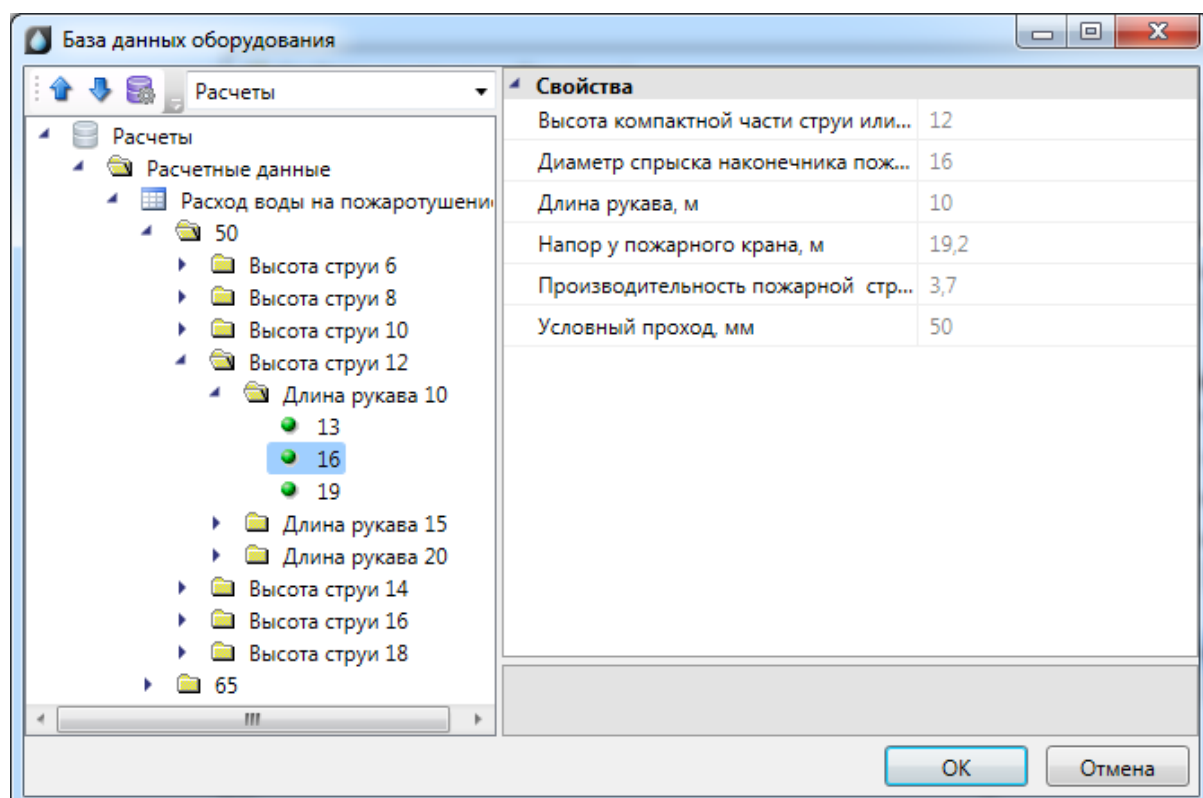 База данных оборудования
Расчеты
Расчеты
Расчетные данные
Расход воды на пожаротушени
50
Высота струи 6
Высота струи 8
Высота струи 10
Высота струи 12
Длина рукава 10
13
16
19
Длина рукава 15
Длина рукава 20
Высота струи 14
Высота струи 16
Высота струи 18
65
Свойства
Высота компактной части струи или... 12
Диаметр спрыска наконечника пож... 16
Длина рукава, м 10
Напор у пожарного крана, м 19,2
Производительность пожарной стр... 3,7
Условный проход, мм 50
ОК Отмена